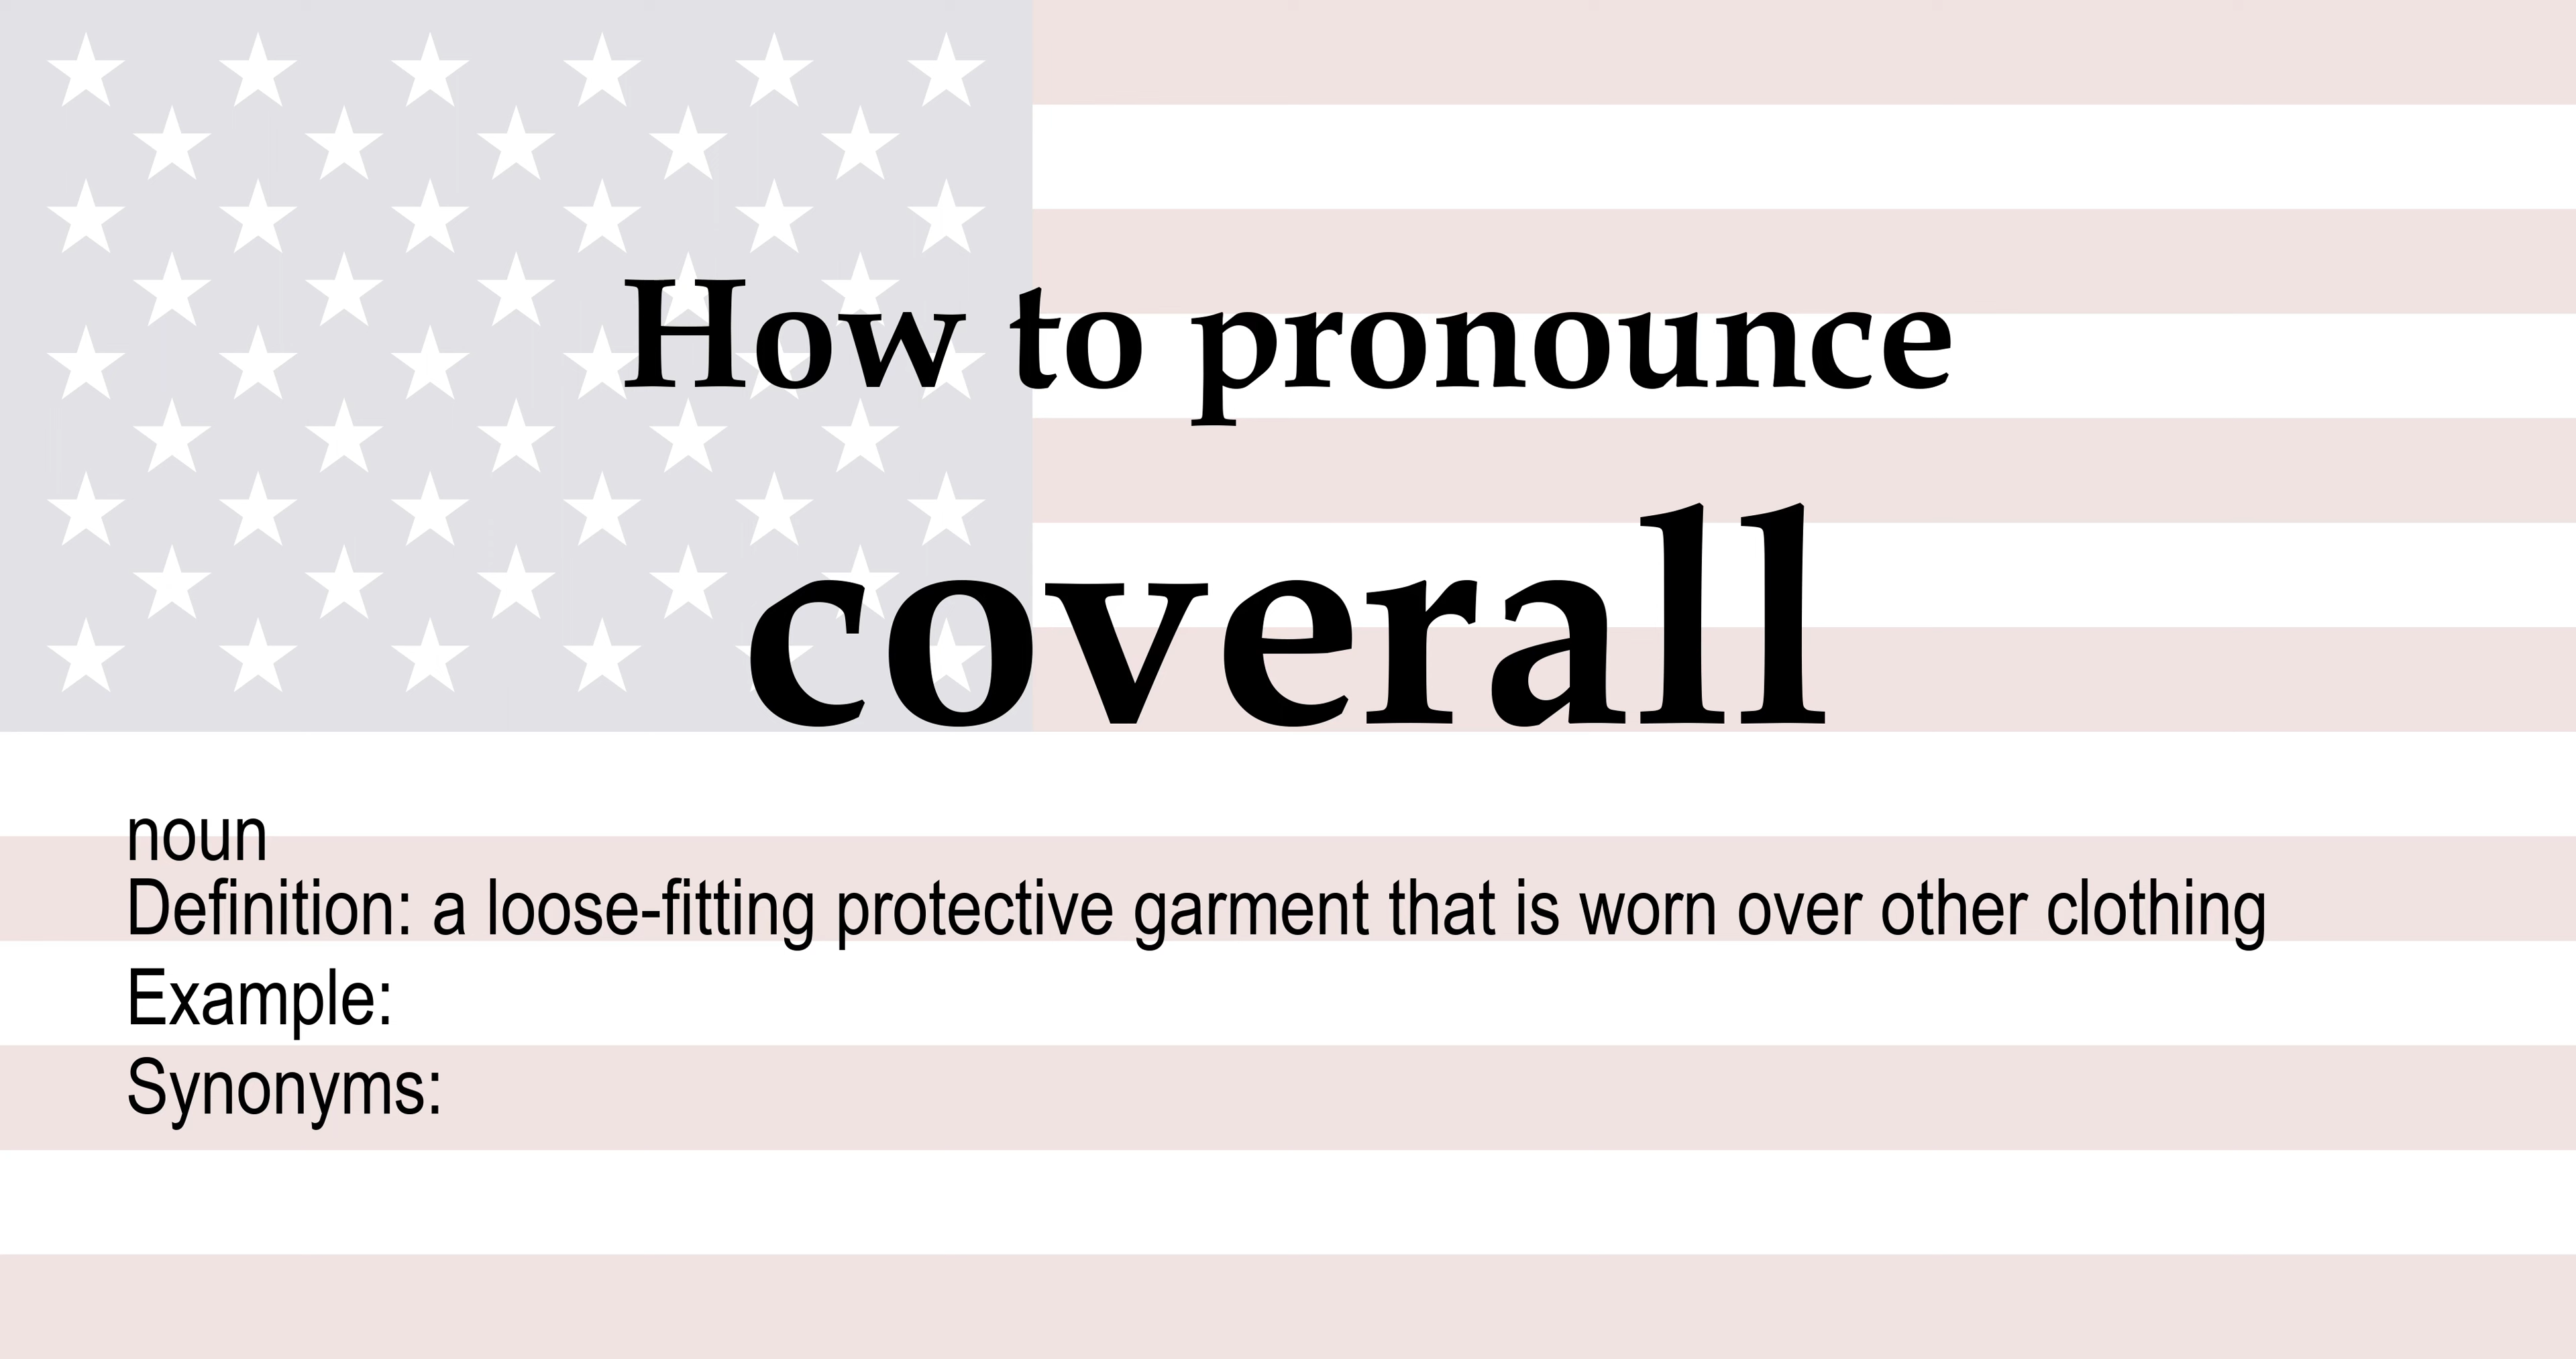 How to pronounce
coverall
noun
Definition: a loose-fitting protective garment that is worn over other clothing
Example:
Synonyms: